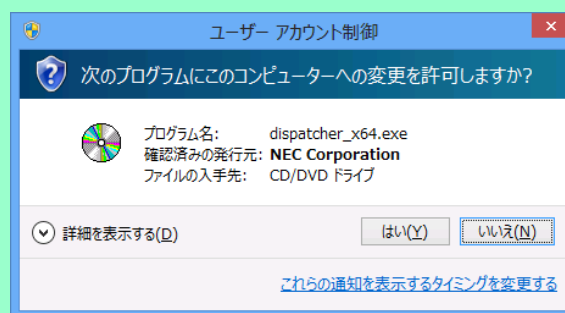 ユーザー アカウント制御
次のプログラムにこのコンピューターへの変更を許可しますか?
プログラム名: dispatcher_x64.exe
確認済みの発行元: NEC Corporation
ファイルの入手先: CD/DVD ドライブ
詳細を表示する(D) はい(Y) いいえ(N)
これらの通知を表示するタイミングを変更する